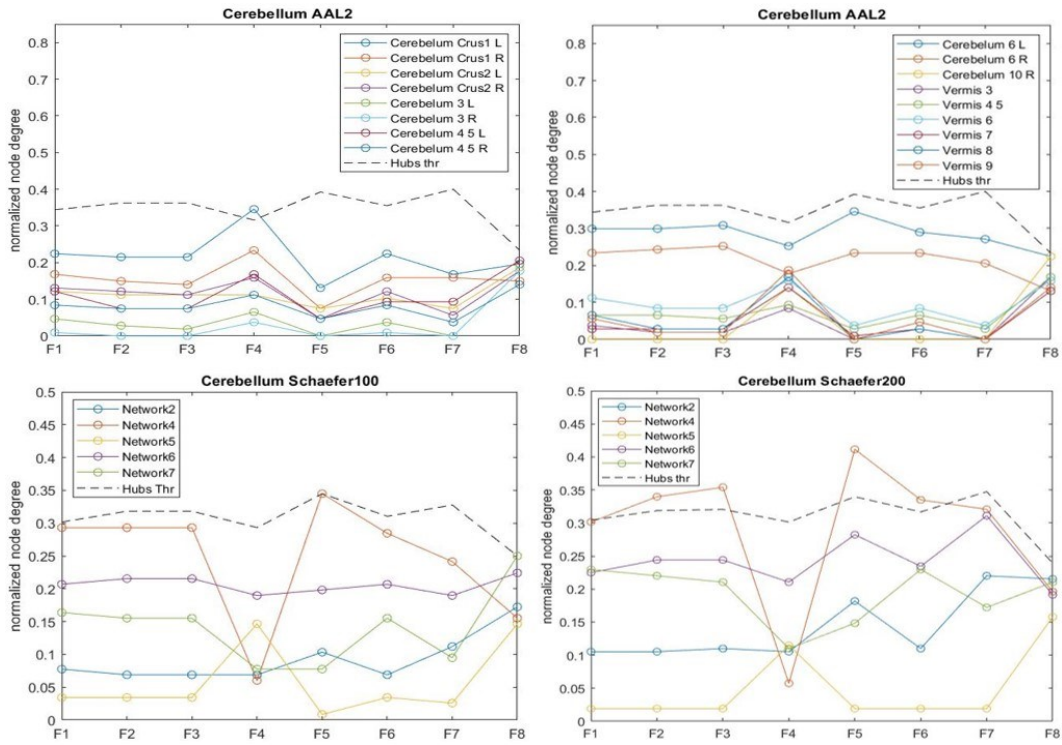 Cerebellum AAL2
normalized node degree
0.8
0.7
0.6
0.5
0.4
0.3
0.2
0.1
0
Cerebelum Crus1 L
Cerebelum Crus1 R
Cerebelum Crus2 L
Cerebelum Crus2 R
Cerebelum 3 L
Cerebelum 3 R
Cerebelum 4 5 L
Cerebelum 4 5 R
Hubs thr
F1 F2 F3 F4 F5 F6 F7 F8
Cerebellum AAL2
normalized node degree
0.8
0.7
0.6
0.5
0.4
0.3
0.2
0.1
0
Cerebelum 6 L
Cerebelum 6 R
Cerebelum 10 R
Vermis 3
Vermis 4 5
Vermis 6
Vermis 7
Vermis 8
Vermis 9
Hubs thr
F1 F2 F3 F4 F5 F6 F7 F8
Cerebellum Schaefer100
normalized node degree
0.5
0.45
0.4
0.35
0.3
0.25
0.2
0.15
0.1
0.05
0
Network2
Network4
Network5
Network6
Network7
Hubs Thr
F1 F2 F3 F4 F5 F6 F7 F8
Cerebellum Schaefer200
normalized node degree
0.5
0.45
0.4
0.35
0.3
0.25
0.2
0.15
0.1
0.05
0
Network2
Network4
Network5
Network6
Network7
Hubs thr
F1 F2 F3 F4 F5 F6 F7 F8